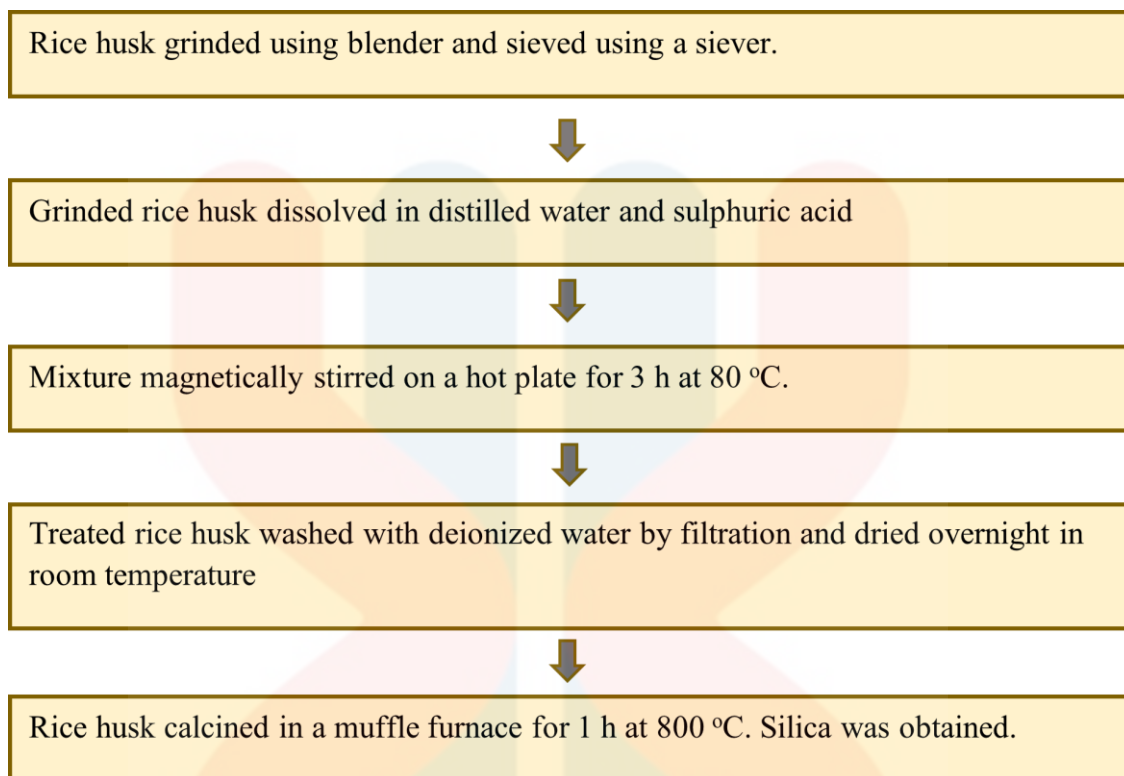 Rice husk grinded using blender and sieved using a siever.
Grinded rice husk dissolved in distilled water and sulphuric acid
Mixture magnetically stirred on a hot plate for 3 h at 80 ᵒC.
Treated rice husk washed with deionized water by filtration and dried overnight in
room temperature
Rice husk calcined in a muffle furnace for 1 h at 800 ᵒC. Silica was obtained.